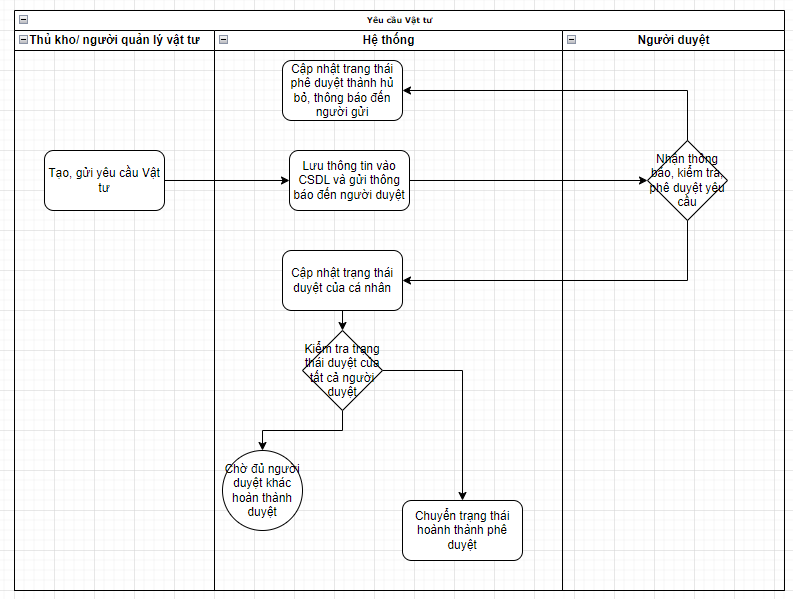 Yêu cầu Vật tư
Thủ kho/ người quản lý vật tư
Hệ thống
Người duyệt
Cập nhật trang thái
phê duyệt thành hủ
bỏ, thông báo đến
người gửi
Tạo, gửi yêu cầu Vật
tư
Lưu thông tin vào
CSDL và gửi thông
báo đến người duyệt
Nhận thông
báo, kiểm tra,
phê duyệt yêu
cầu
Cập nhật trạng thái
duyệt của cá nhân
Kiểm tra trạng
thái duyệt của
tất cả người
duyệt
Chờ đủ người
duyệt khác
hoàn thành
duyệt
Chuyển trạng thái
hoành thành phê
duyệt